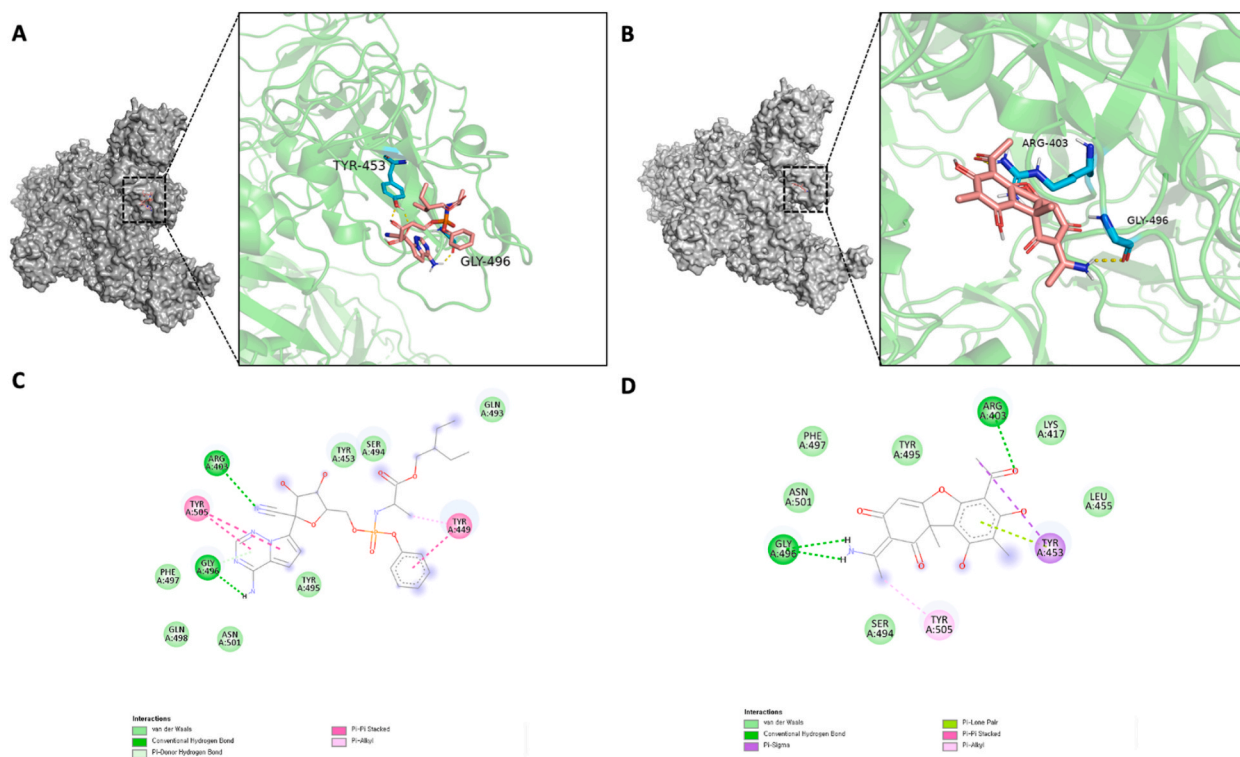 A
TYR-453
GLY-496
B
ARG-403
GLY-496
C
GLN
A:493
TYR
A:453
SER
A:494
ARG
A:403
TYR
A:505
TYR
A:449
GLY
A:496
H
PHE
A:497
TYR
A:495
GLN
A:498
ASN
A:501
Interactions
van der Waals
Conventional Hydrogen Bond
Pi-Donor Hydrogen Bond
Pi-Pi Stacked
Pi-Alkyl
D
ARG
A:403
LYS
A:417
PHE
A:497
TYR
A:495
ASN
A:501
LEU
A:455
GLY
A:496
H
H
TYR
A:453
SER
A:494
TYR
A:505
Interactions
van der Waals
Conventional Hydrogen Bond
Pi-Sigma
Pi-Lone Pair
Pi-Pi Stacked
Pi-Alkyl